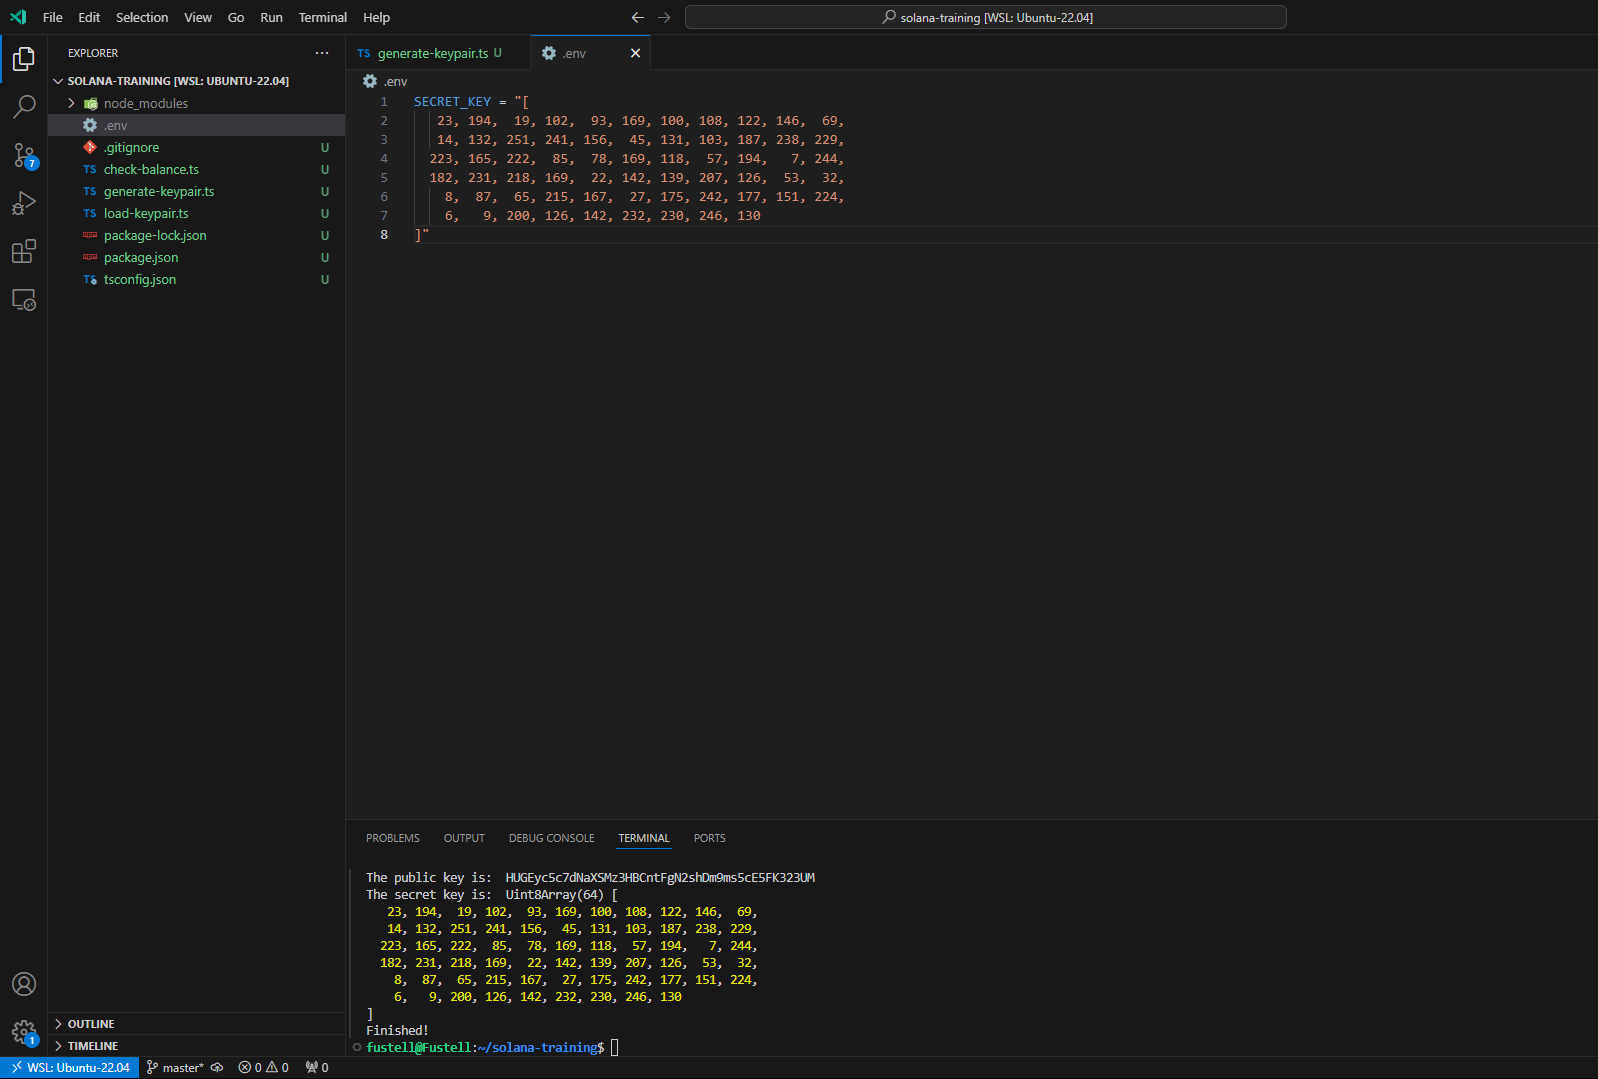 File Edit Selection View Go Run Terminal Help
solana-training [WSL: Ubuntu-22.04]
EXPLORER
SOLANA-TRAINING [WSL: UBUNTU-22.04]
node_modules
.env
.gitignore U
TS check-balance.ts U
TS generate-keypair.ts U
TS load-keypair.ts U
package-lock.json U
package.json U
TS tsconfig.json U
7
OUTLINE
TIMELINE
1
TS generate-keypair.ts U
.env
.env
1 SECRET_KEY = "[
2 23, 194, 19, 102, 93, 169, 100, 108, 122, 146, 69,
3 14, 132, 251, 241, 156, 45, 131, 103, 187, 238, 229,
4 223, 165, 222, 85, 78, 169, 118, 57, 194, 7, 244,
5 182, 231, 218, 169, 22, 142, 139, 207, 126, 53, 32,
6 8, 87, 65, 215, 167, 27, 175, 242, 177, 151, 224,
7 6, 9, 200, 126, 142, 232, 230, 246, 130
8 ]"
PROBLEMS OUTPUT DEBUG CONSOLE TERMINAL PORTS
The public key is: HUGEyc5c7dNaXSMz3HBCntFgN2shDm9ms5cE5FK323UM
The secret key is: Uint8Array(64) [
23, 194, 19, 102, 93, 169, 100, 108, 122, 146, 69,
14, 132, 251, 241, 156, 45, 131, 103, 187, 238, 229,
223, 165, 222, 85, 78, 169, 118, 57, 194, 7, 244,
182, 231, 218, 169, 22, 142, 139, 207, 126, 53, 32,
8, 87, 65, 215, 167, 27, 175, 242, 177, 151, 224,
6, 9, 200, 126, 142, 232, 230, 246, 130
]
Finished!
fustell@Fustell:~/solana-training$
WSL: Ubuntu-22.04 master* 0 0 0